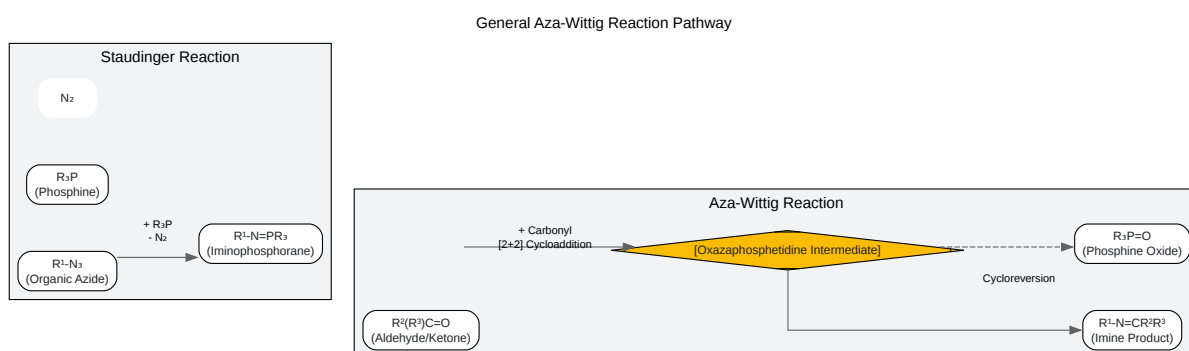 General Aza-Wittig Reaction Pathway
Staudinger Reaction
N₂
R₃P
(Phosphine)
+ R₃P
- N₂
R¹-N=PR₃
(Iminophosphorane)
R¹-N₃
(Organic Azide)
Aza-Wittig Reaction
+ Carbonyl
[2+2] Cycloaddition
[Oxazaphosphetidine Intermediate]
R₃P=O
(Phosphine Oxide)
Cycloreversion
R²(R³)C=O
(Aldehyde/Ketone)
R¹-N=CR²R³
(Imine Product)